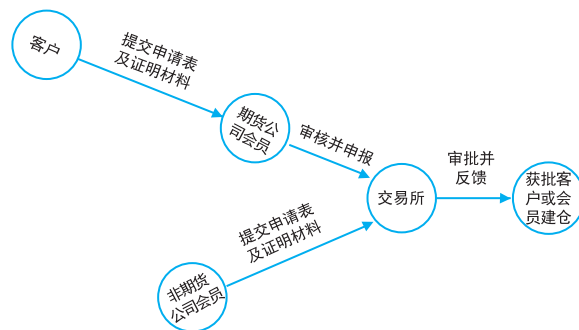 客户
提交申请表
及证明材料
期货公
司会员
审核并申报
交易所
审批并
反馈
获批客
户或会
员建仓
提交申请表
及证明材料
非期货
公司会员